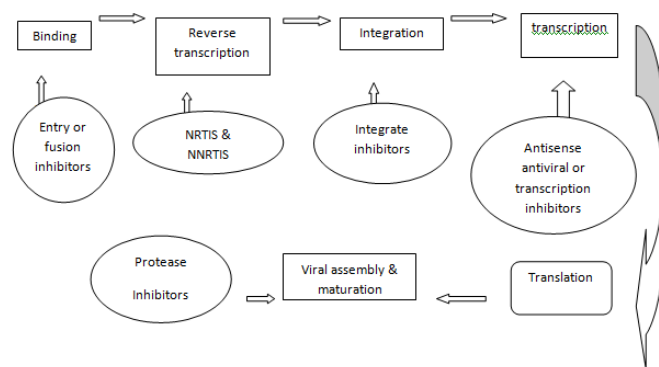 Binding
Reverse
transcription
Integration
transcription
Entry or
fusion
inhibitors
NRTIS &
NNRTIS
Integrate
inhibitors
Antisense
antiviral or
transcription
inhibitors
Protease
Inhibitors
Viral assembly &
maturation
Translation